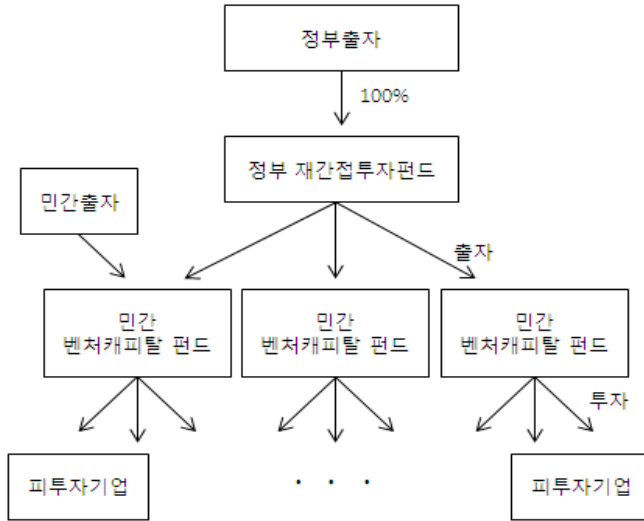 정부출자
100%
정부 재간접투자펀드
민간출자
출자
민간
벤처캐피탈 펀드
민간
벤처캐피탈 펀드
민간
벤처캐피탈 펀드
투자
피투자기업
· · ·
피투자기업